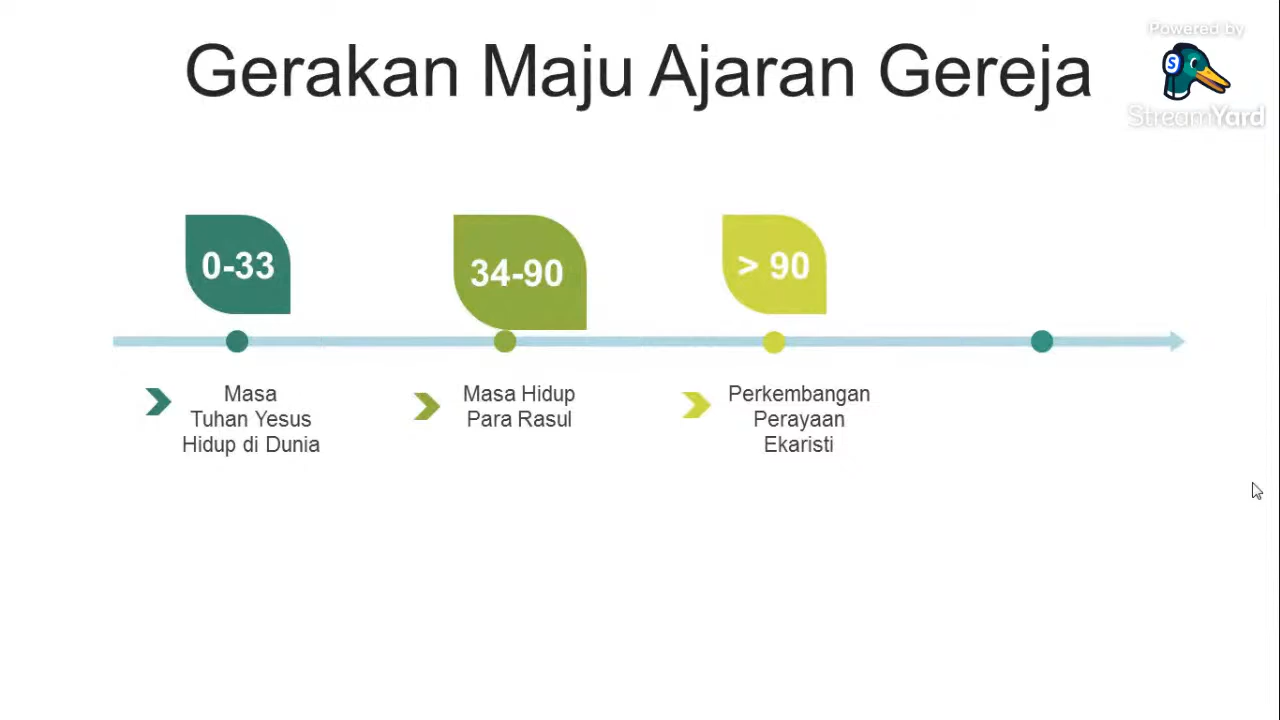 Gerakan Maju Ajaran Gereja
Powered by
S
StreamYard
0-33
34-90
> 90
Masa
Tuhan Yesus
Hidup di Dunia
Masa Hidup
Para Rasul
Perkembangan
Perayaan
Ekaristi